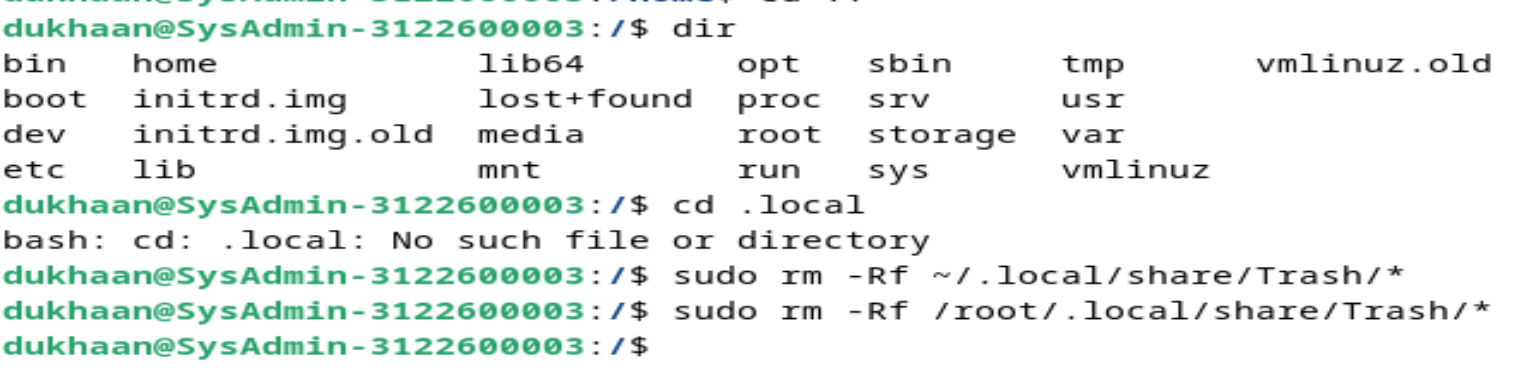 dukhaan@SysAdmin-3122600003:/$ dir
bin home lib64 opt sbin tmp vmlinuz.old
boot initrd.img lost+found proc srv usr
dev initrd.img.old media root storage var
etc lib mnt run sys vmlinuz
dukhaan@SysAdmin-3122600003:/$ cd .local
bash: cd: .local: No such file or directory
dukhaan@SysAdmin-3122600003:/$ sudo rm -Rf ~/.local/share/Trash/*
dukhaan@SysAdmin-3122600003:/$ sudo rm -Rf /root/.local/share/Trash/*
dukhaan@SysAdmin-3122600003:/$